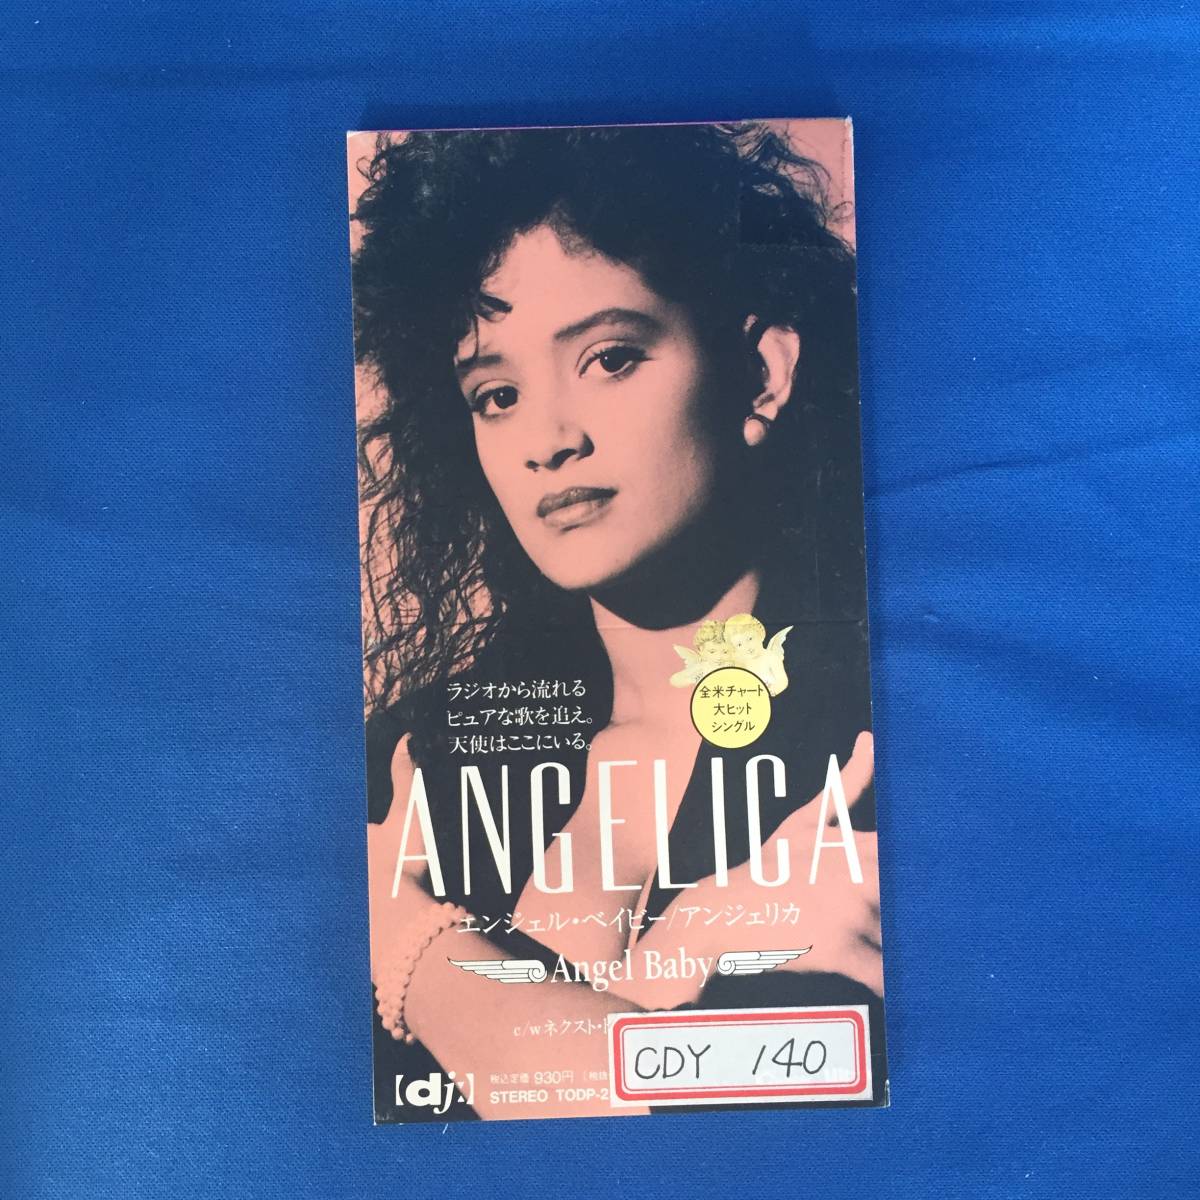 ラジオから流れる
ピュアな歌を追え。
天使はここにいる。
全米チャート
大ヒット
シングル
ANGELICA
エンジェル・ベイビー/アンジェリカ
Angel Baby
c/wネクスト・
CDY 140
【dj:】 税込定価 930円 (税抜
STEREO TODP-2